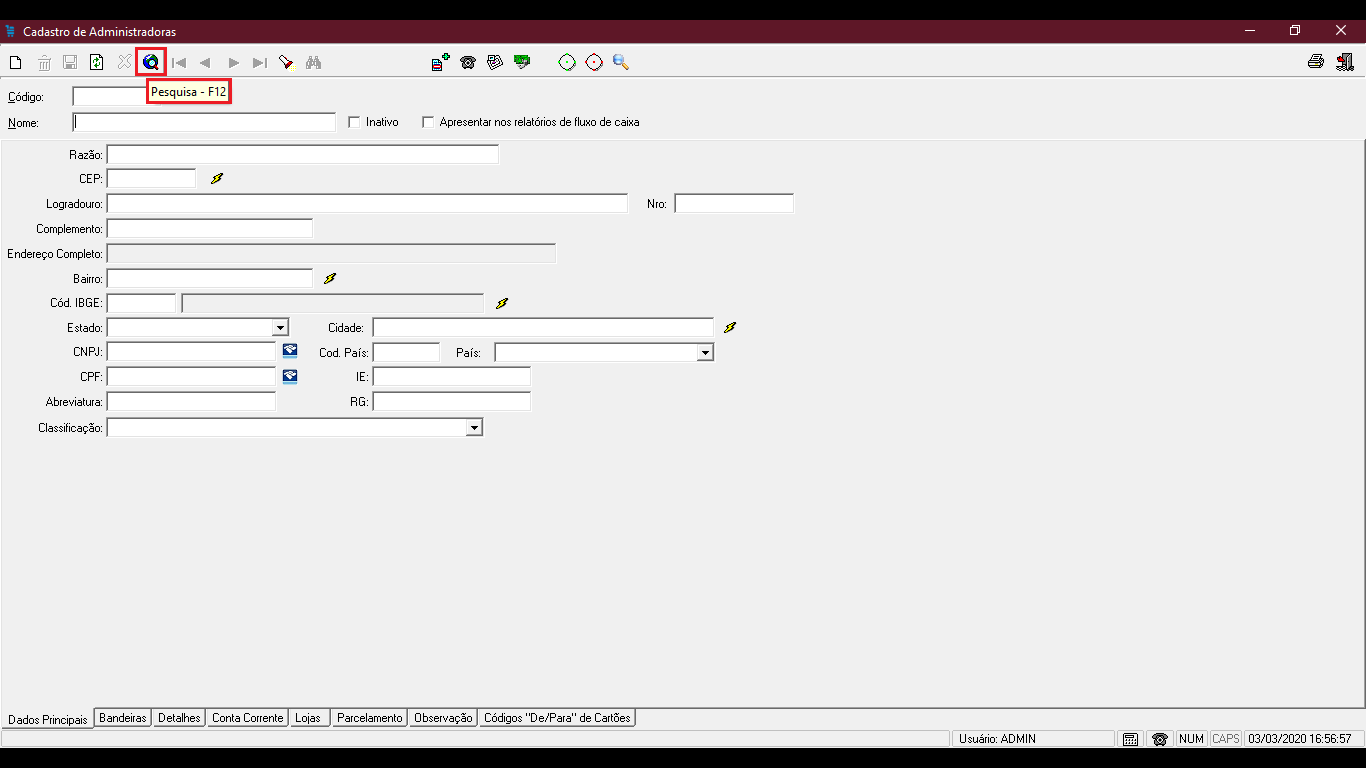 Cadastro de Administradoras
Pesquisa - F12
Código:
Nome: Inativo Apresentar nos relatórios de fluxo de caixa
Razão:
CEP:
Logradouro: Nro:
Complemento:
Endereço Completo:
Bairro:
Cód. IBGE:
Estado: Cidade:
CNPJ: Cod. País: País:
CPF: IE:
Abreviatura: RG:
Classificação:
Dados Principais Bandeiras Detalhes Conta Corrente Lojas Parcelamento Observação Códigos "De/Para" de Cartões
Usuário: ADMIN NUM CAPS 03/03/2020 16:56:57